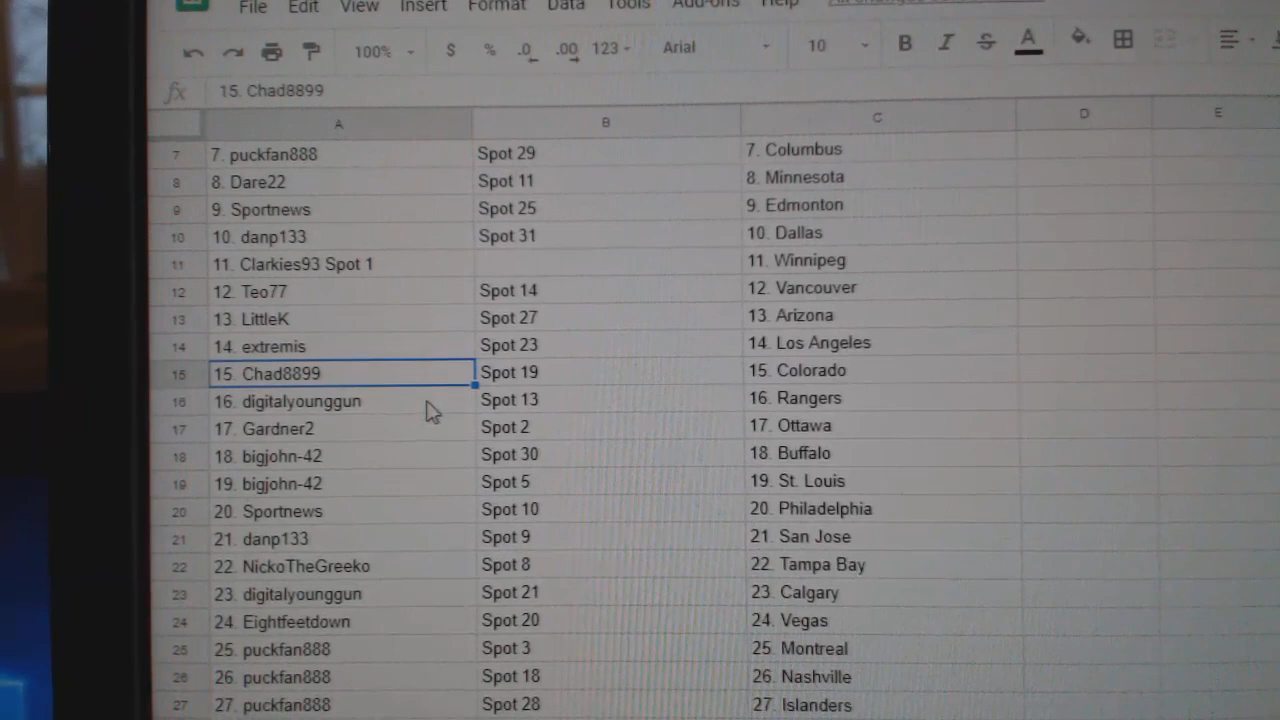 File Edit View Insert Format Data Tools Add-ons Help
100% $ % .0 .00 123 Arial 10 B I S A
fx 15. Chad8899
A B C D E
7 7. puckfan888 Spot 29 7. Columbus
8 8. Dare22 Spot 11 8. Minnesota
9 9. Sportnews Spot 25 9. Edmonton
10 10. danp133 Spot 31 10. Dallas
11 11. Clarkies93 Spot 1 11. Winnipeg
12 12. Teo77 Spot 14 12. Vancouver
13 13. LittleK Spot 27 13. Arizona
14 14. extremis Spot 23 14. Los Angeles
15 15. Chad8899 Spot 19 15. Colorado
16 16. digitalyounggun Spot 13 16. Rangers
17 17. Gardner2 Spot 2 17. Ottawa
18 18. bigjohn-42 Spot 30 18. Buffalo
19 19. bigjohn-42 Spot 5 19. St. Louis
20 20. Sportnews Spot 10 20. Philadelphia
21 21. danp133 Spot 9 21. San Jose
22 22. NickoTheGreeko Spot 8 22. Tampa Bay
23 23. digitalyounggun Spot 21 23. Calgary
24 24. Eightfeetdown Spot 20 24. Vegas
25 25. puckfan888 Spot 3 25. Montreal
26 26. puckfan888 Spot 18 26. Nashville
27 27. puckfan888 Spot 28 27. Islanders